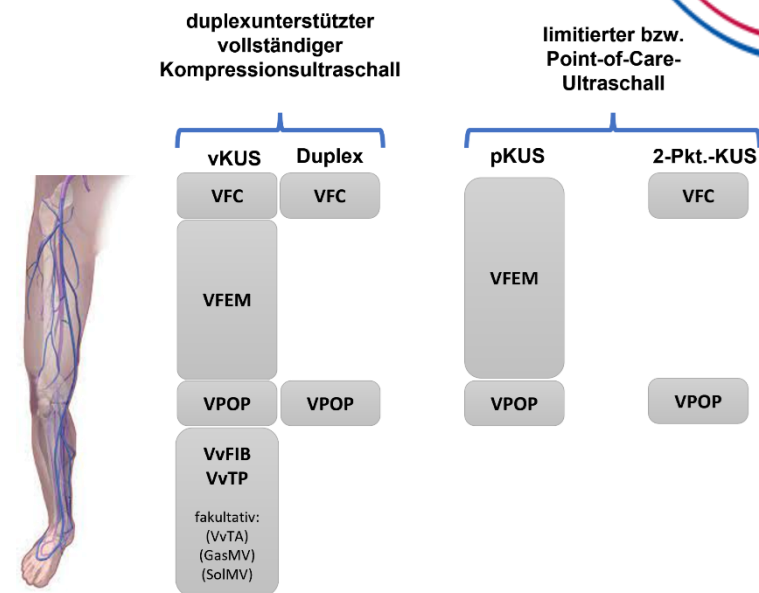 duplexunterstützter
vollständiger
Kompressionsultraschall
limitierter bzw.
Point-of-Care-
Ultraschall
vKUS Duplex pKUS 2-Pkt.-KUS
VFC VFC VFC
VFEM VFEM
VPOP VPOP VPOP VPOP
VvFIB
VvTP
fakultativ:
(VvTA)
(GasMV)
(SolMV)